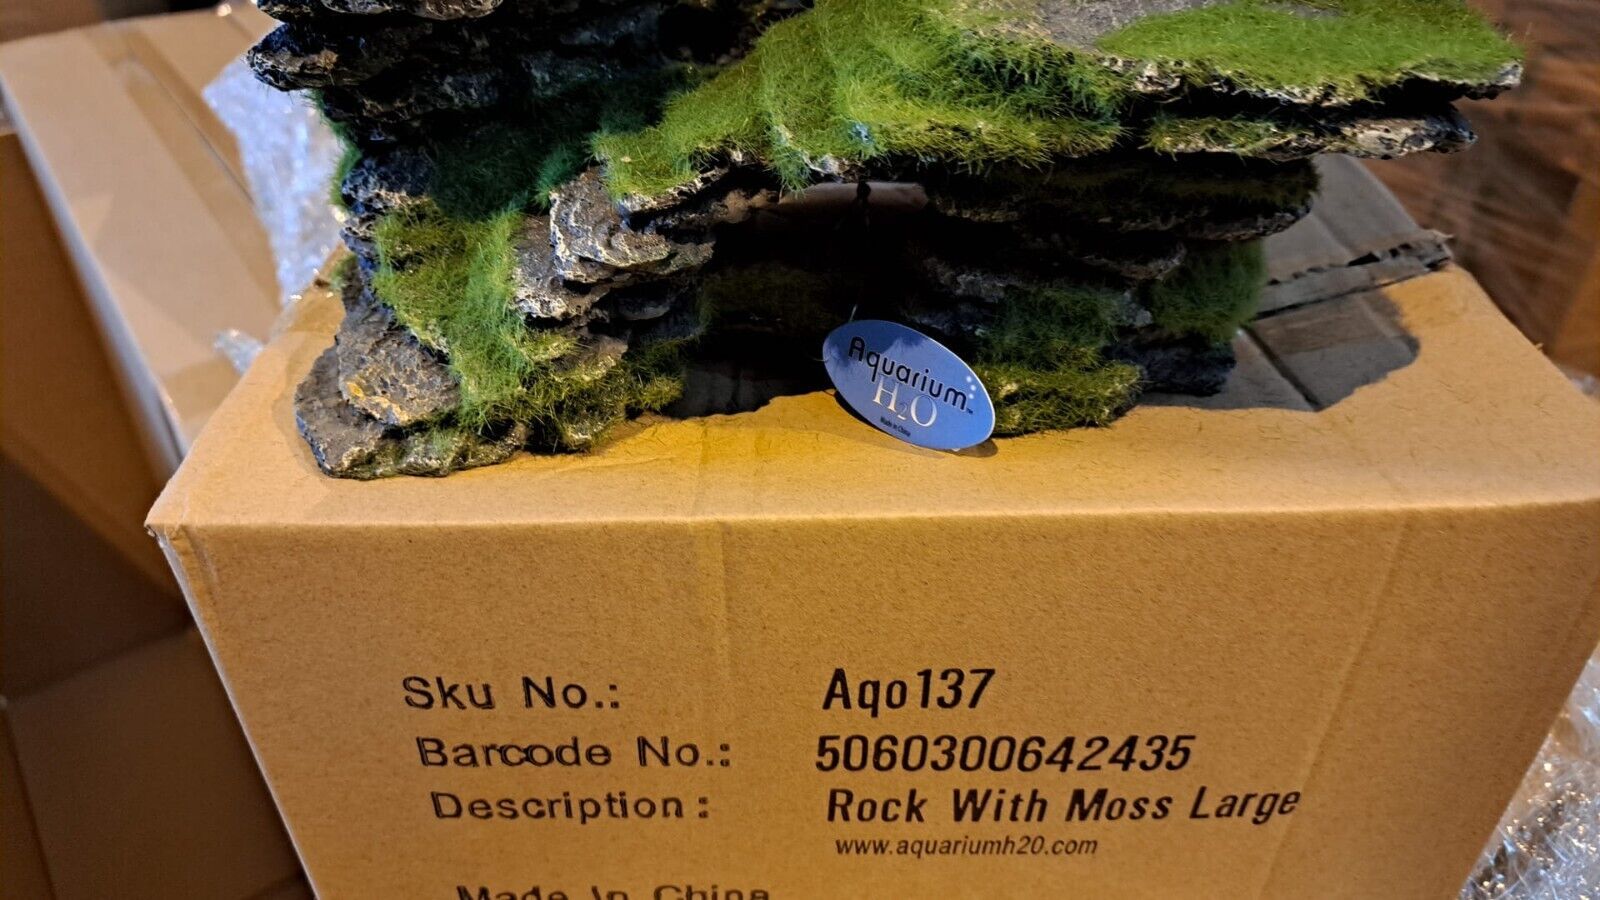 Aquarium™
H₂O
Made in China
Sku No.: Aqo137
Barcode No.: 5060300642435
Description: Rock With Moss Large
www.aquariumh20.com
Made In China